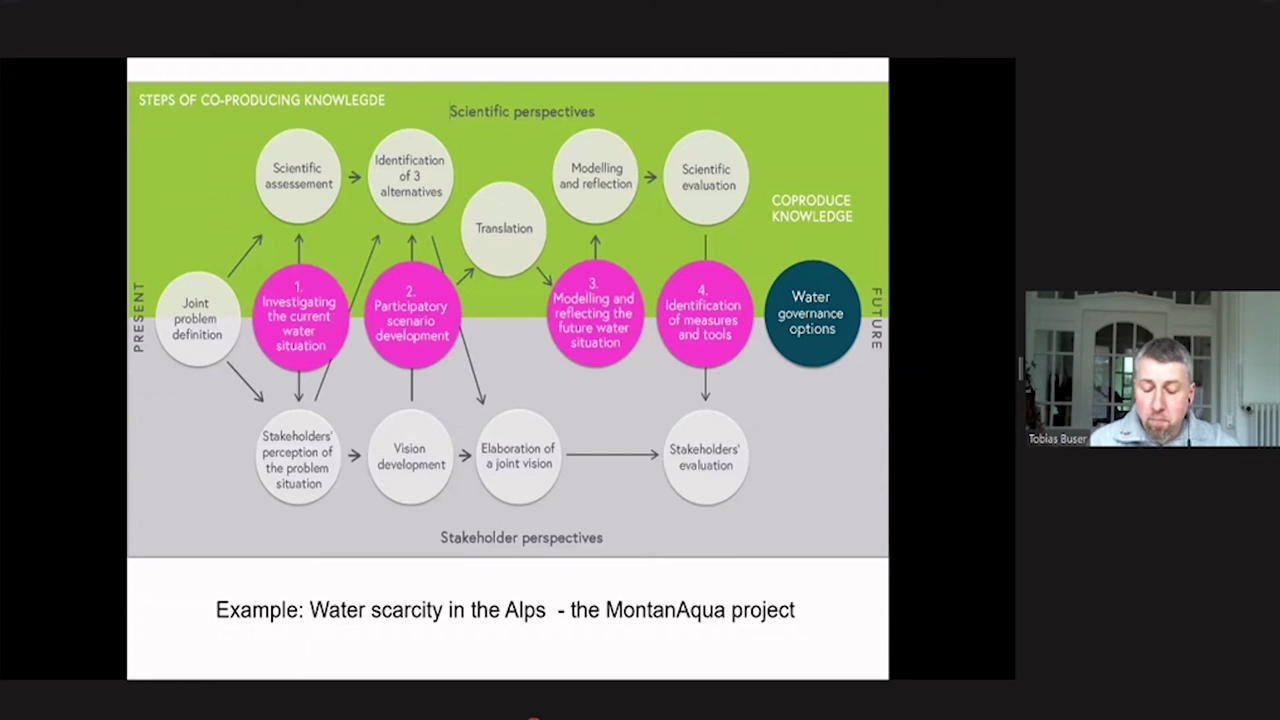 STEPS OF CO-PRODUCING KNOWLEGDE
Scientific perspectives
Scientific
assessement
Identification
of 3
alternatives
Translation
Modelling
and reflection
Scientific
evaluation
COPRODUCE
KNOWLEDGE
PRESENT
Joint
problem
definition
1.
Investigating
the current
water
situation
2.
Participatory
scenario
development
3.
Modelling and
reflecting the
future water
situation
4.
Identification
of measures
and tools
Water
governance
options
FUTURE
Stakeholders'
perception of
the problem
situation
Vision
development
Elaboration of
a joint vision
Stakeholders'
evaluation
Stakeholder perspectives
Example: Water scarcity in the Alps - the MontanAqua project
Tobias Buser